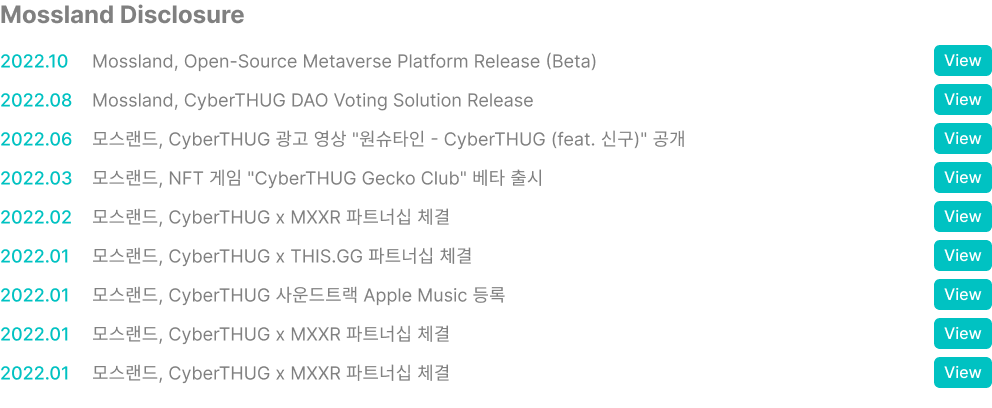 Mossland Disclosure
2022.10 Mossland, Open-Source Metaverse Platform Release (Beta) View
2022.08 Mossland, CyberTHUG DAO Voting Solution Release View
2022.06 모스랜드, CyberTHUG 광고 영상 "원슈타인 - CyberTHUG (feat. 신구)" 공개 View
2022.03 모스랜드, NFT 게임 "CyberTHUG Gecko Club" 베타 출시 View
2022.02 모스랜드, CyberTHUG x MXXR 파트너십 체결 View
2022.01 모스랜드, CyberTHUG x THIS.GG 파트너십 체결 View
2022.01 모스랜드, CyberTHUG 사운드트랙 Apple Music 등록 View
2022.01 모스랜드, CyberTHUG x MXXR 파트너십 체결 View
2022.01 모스랜드, CyberTHUG x MXXR 파트너십 체결 View